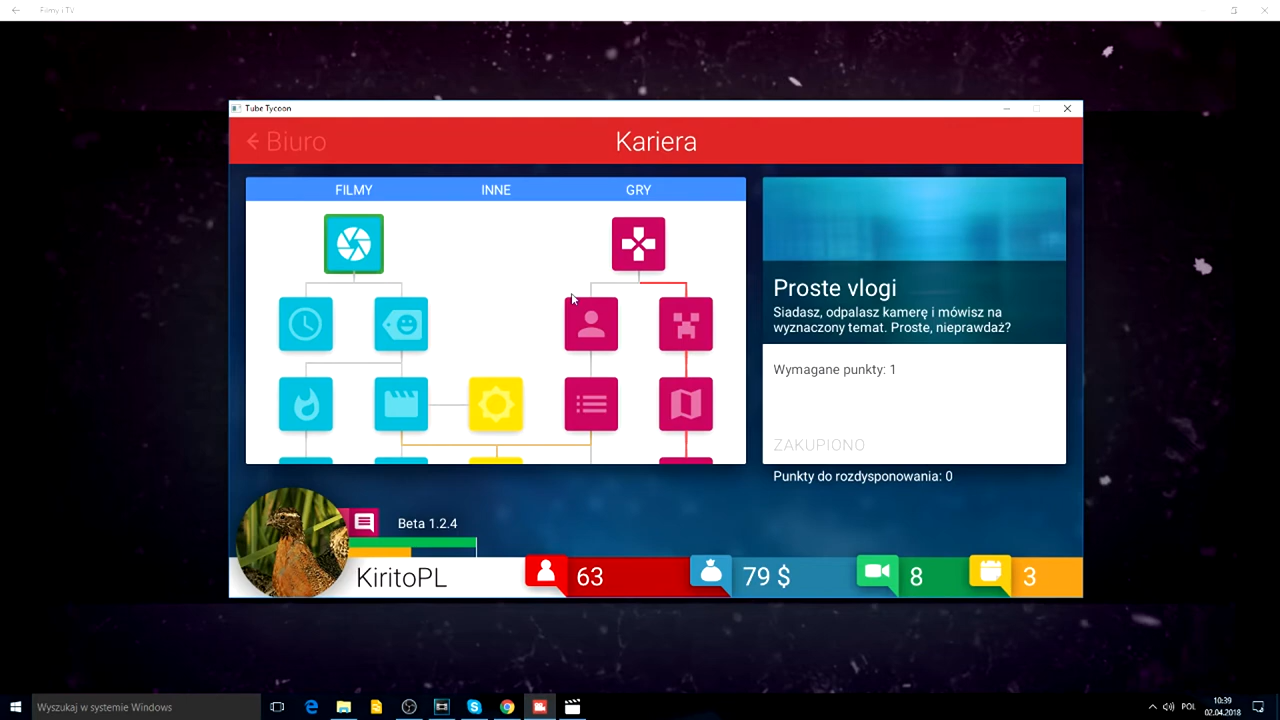 Filmy i TV
Tube Tycoon
Biuro
Kariera
FILMY
INNE
GRY
Proste vlogi
Siadasz, odpalasz kamerę i mówisz na
wyznaczony temat. Proste, nieprawdaż?
Wymagane punkty: 1
ZAKUPIONO
Punkty do rozdysponowania: 0
Beta 1.2.4
KiritoPL
63
79 $
8
3
Wyszukaj w systemie Windows
POL
10:39
02.04.2018